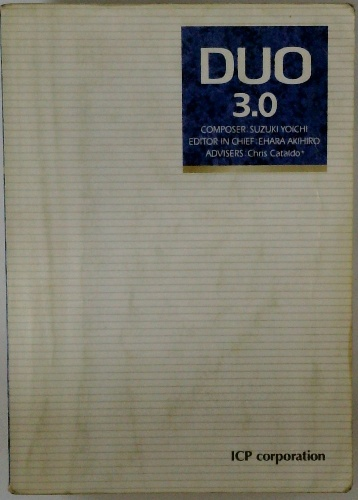 DUO
3.0
COMPOSER: SUZUKI YOICHI
EDITOR IN CHIEF: EHARA AKIHIRO
ADVISERS: Chris Cataldo
ICP corporation